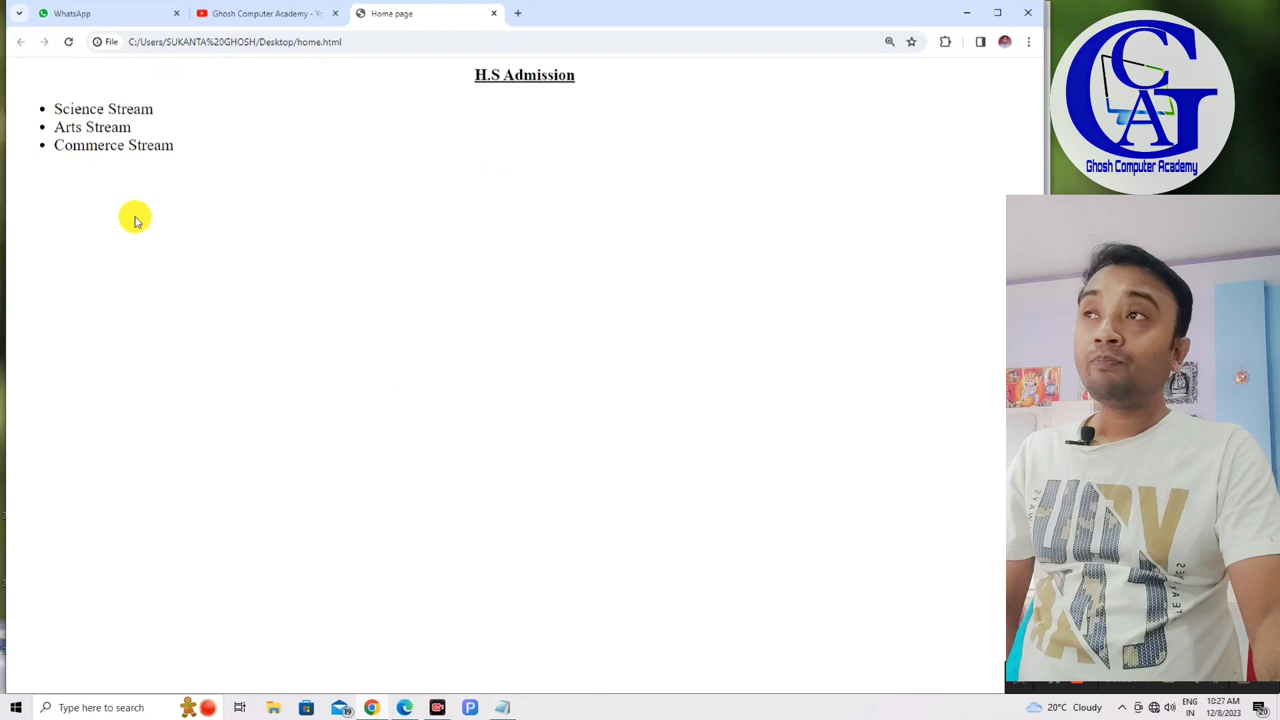 WhatsApp
Ghosh Computer Academy - Yo
Home page
File
C:/Users/SUKANTA%20GHOSH/Desktop/home.html
H.S Admission
Science Stream
Arts Stream
Commerce Stream
GCA
Ghosh Computer Academy
Type here to search
20°C Cloudy
ENG
IN
10:27 AM
12/8/2023
20